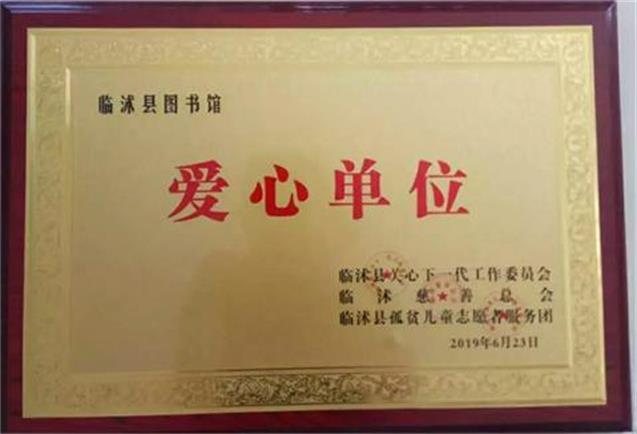 临沭县图书馆
爱心单位
临沭县关心下一代工作委员会
临沭慈善总会
临沭县孤贫儿童志愿者服务团
2019年6月23日